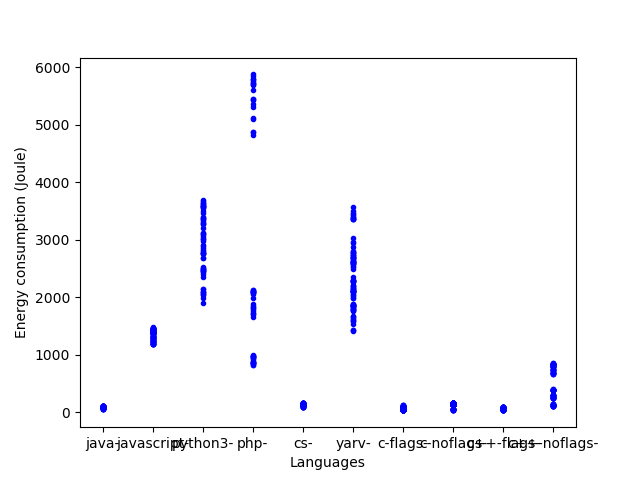 6000
5000
4000
3000
2000
1000
0
Energy consumption (Joule)
java- javascript- python3- php- cs- yarv- c-flags- c-noflags- c++-flags- c++-noflags-
Languages